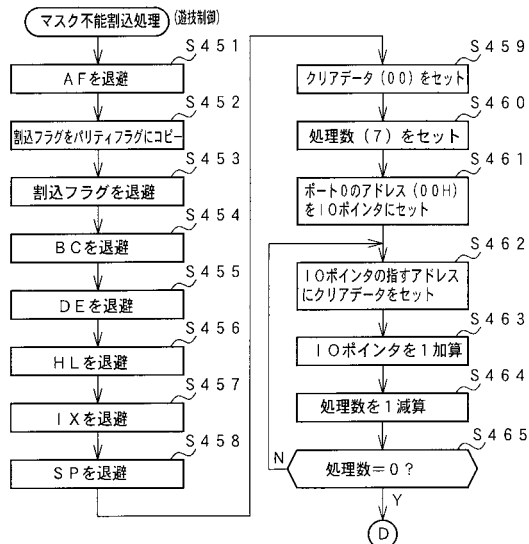 マスク不能割込処理 (遊技制御)
S451
AFを退避
S452
割込フラグをパリティフラグにコピー
S453
割込フラグを退避
S454
BCを退避
S455
DEを退避
S456
HLを退避
S457
IXを退避
S458
SPを退避
S459
クリアデータ(00)をセット
S460
処理数(7)をセット
S461
ポート0のアドレス(00H)
をIOポインタにセット
S462
IOポインタの指すアドレス
にクリアデータをセット
S463
IOポインタを1加算
S464
処理数を1減算
S465
処理数=0?
N
Y
D